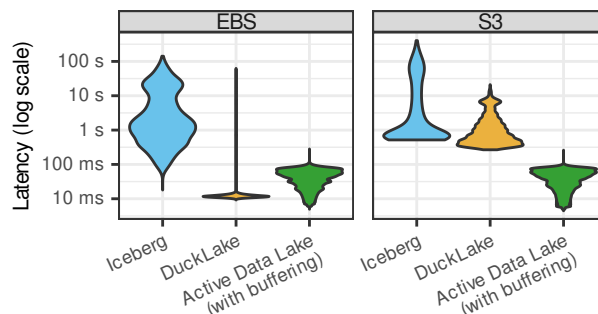 EBS
S3
Latency (log scale)
100 s
10 s
1 s
100 ms
10 ms
Iceberg
DuckLake
Active Data Lake
(with buffering)
Iceberg
DuckLake
Active Data Lake
(with buffering)